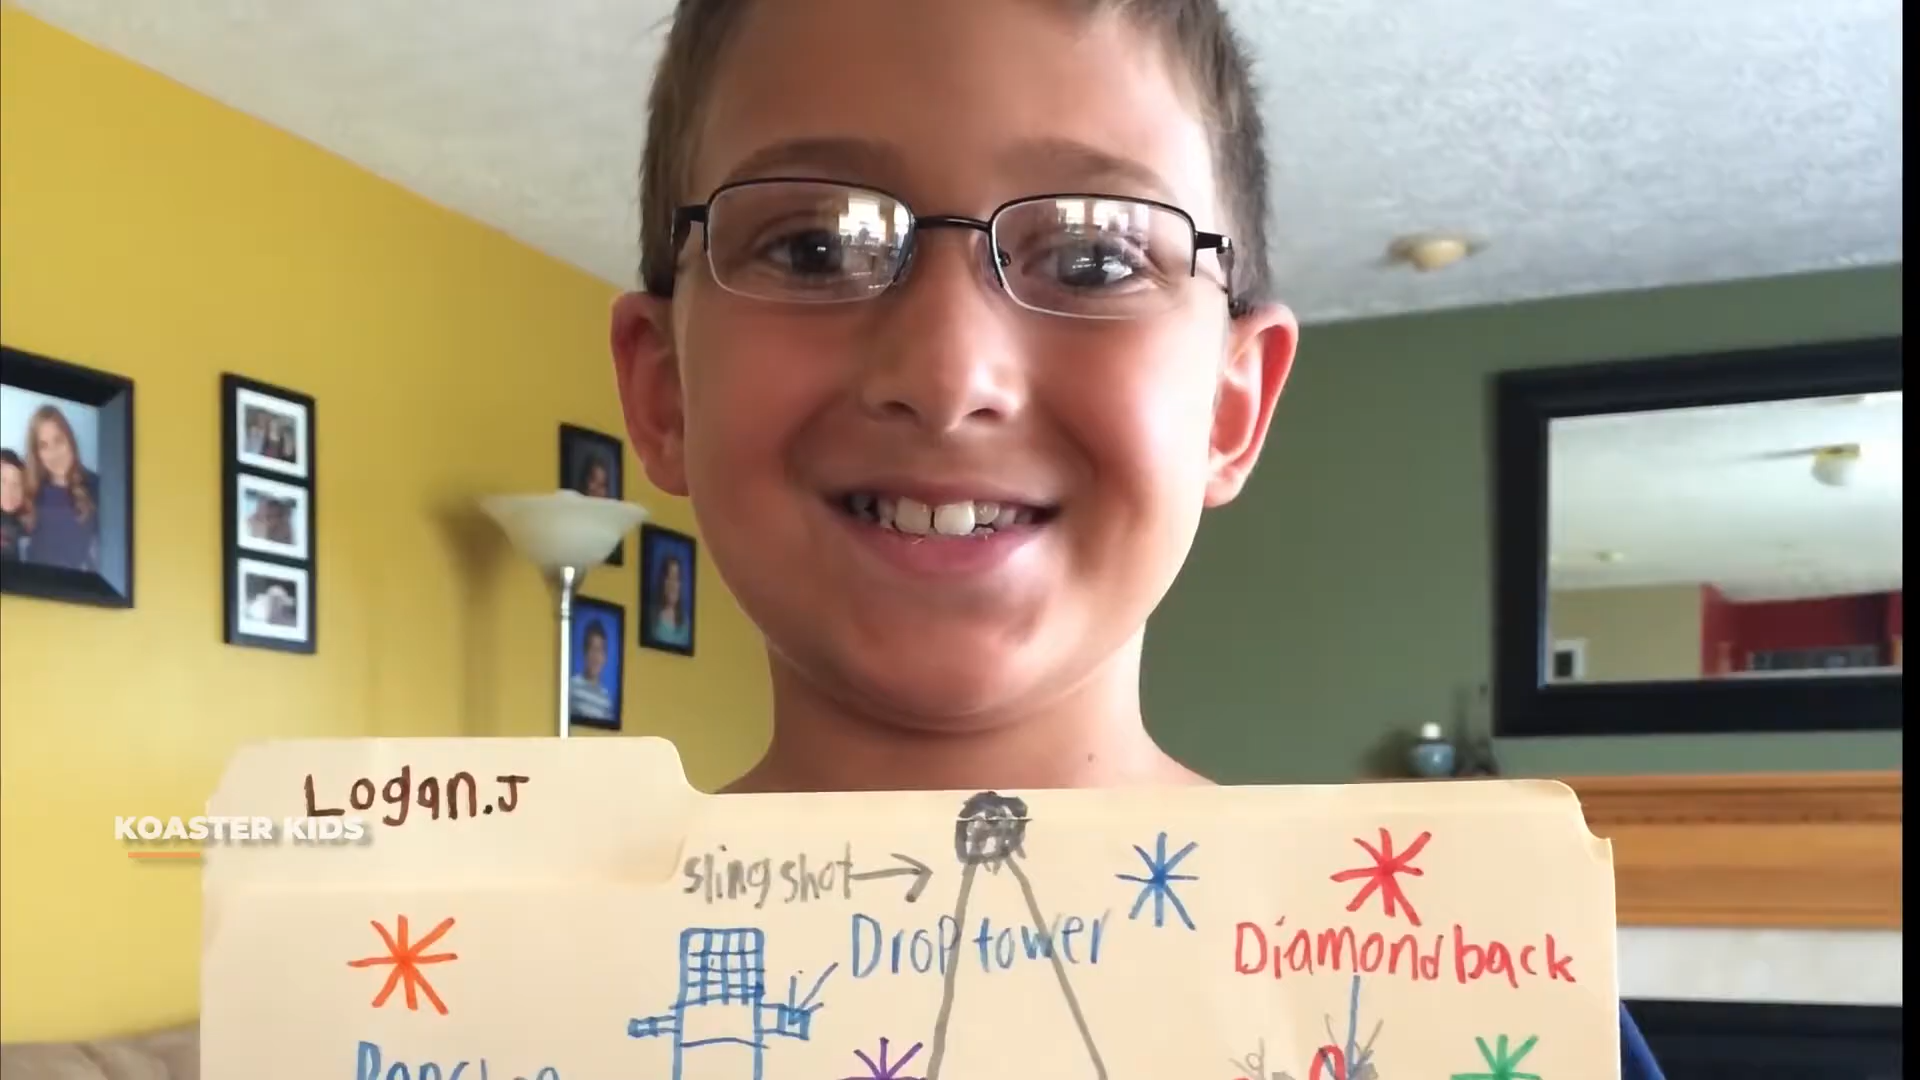 Logan.J
KOASTER KIDS
sling shot
Drop tower
Diamondback